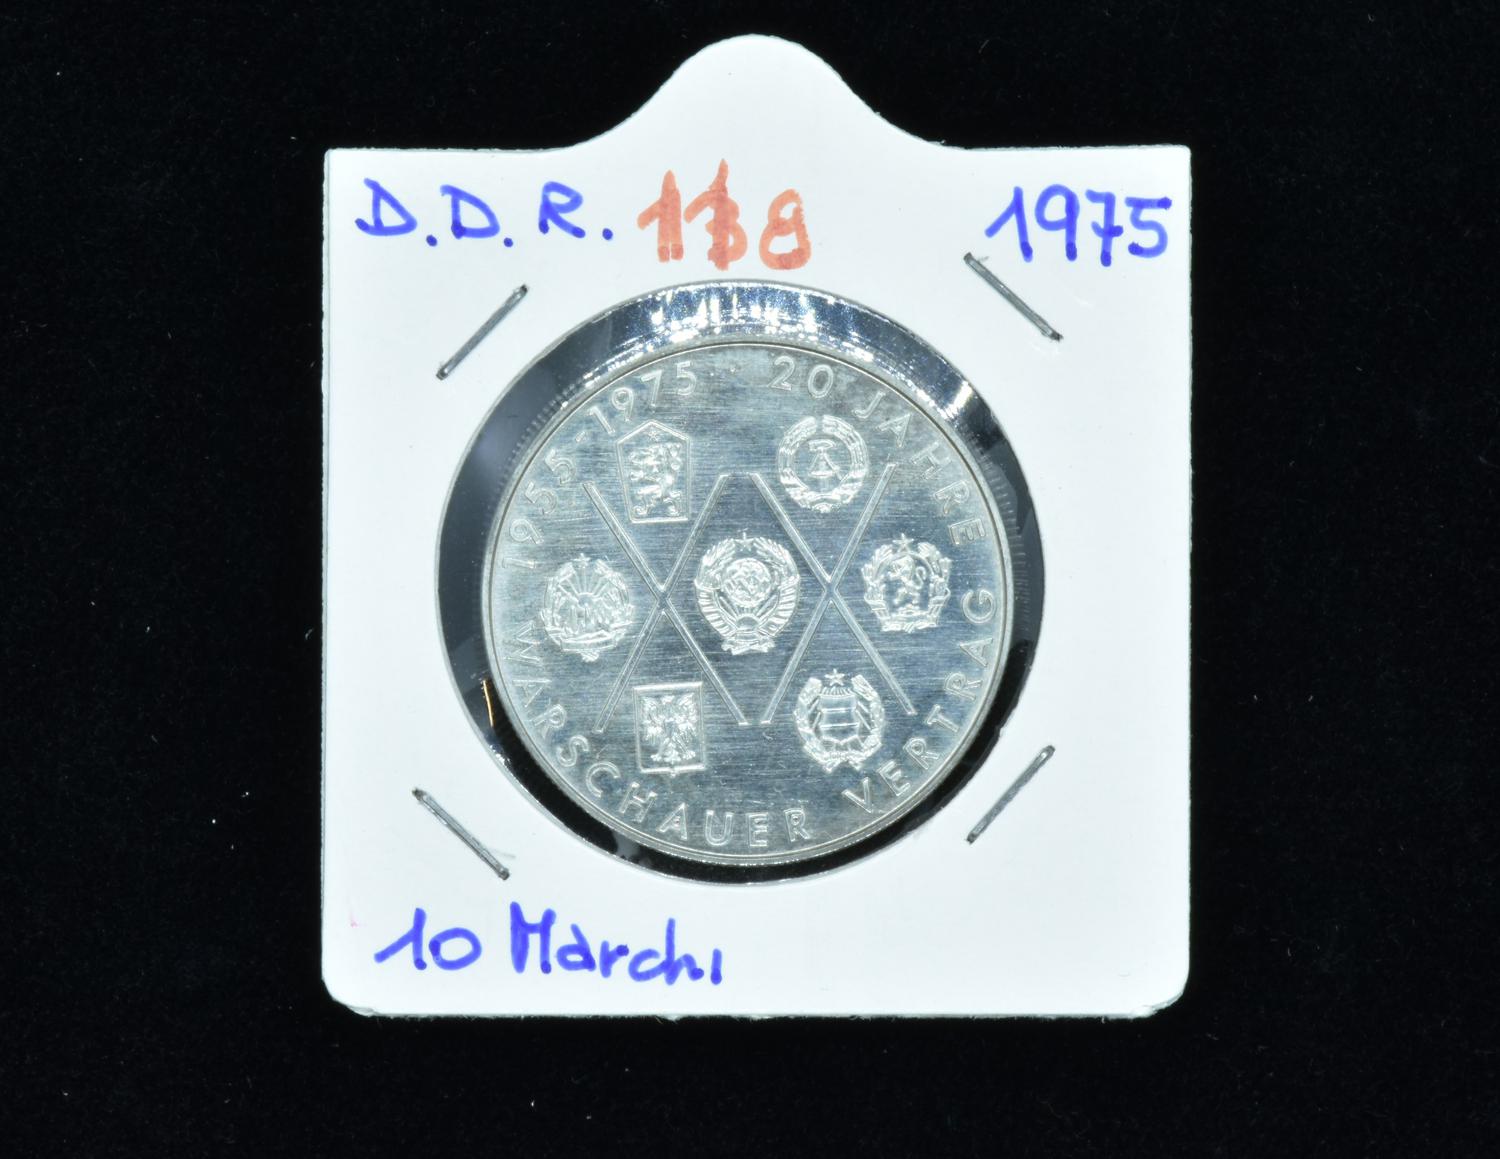 D.D.R. 1975
1955-1975 · 20 JAHRE
WARSCHAUER VERTRAG
10 Marchi